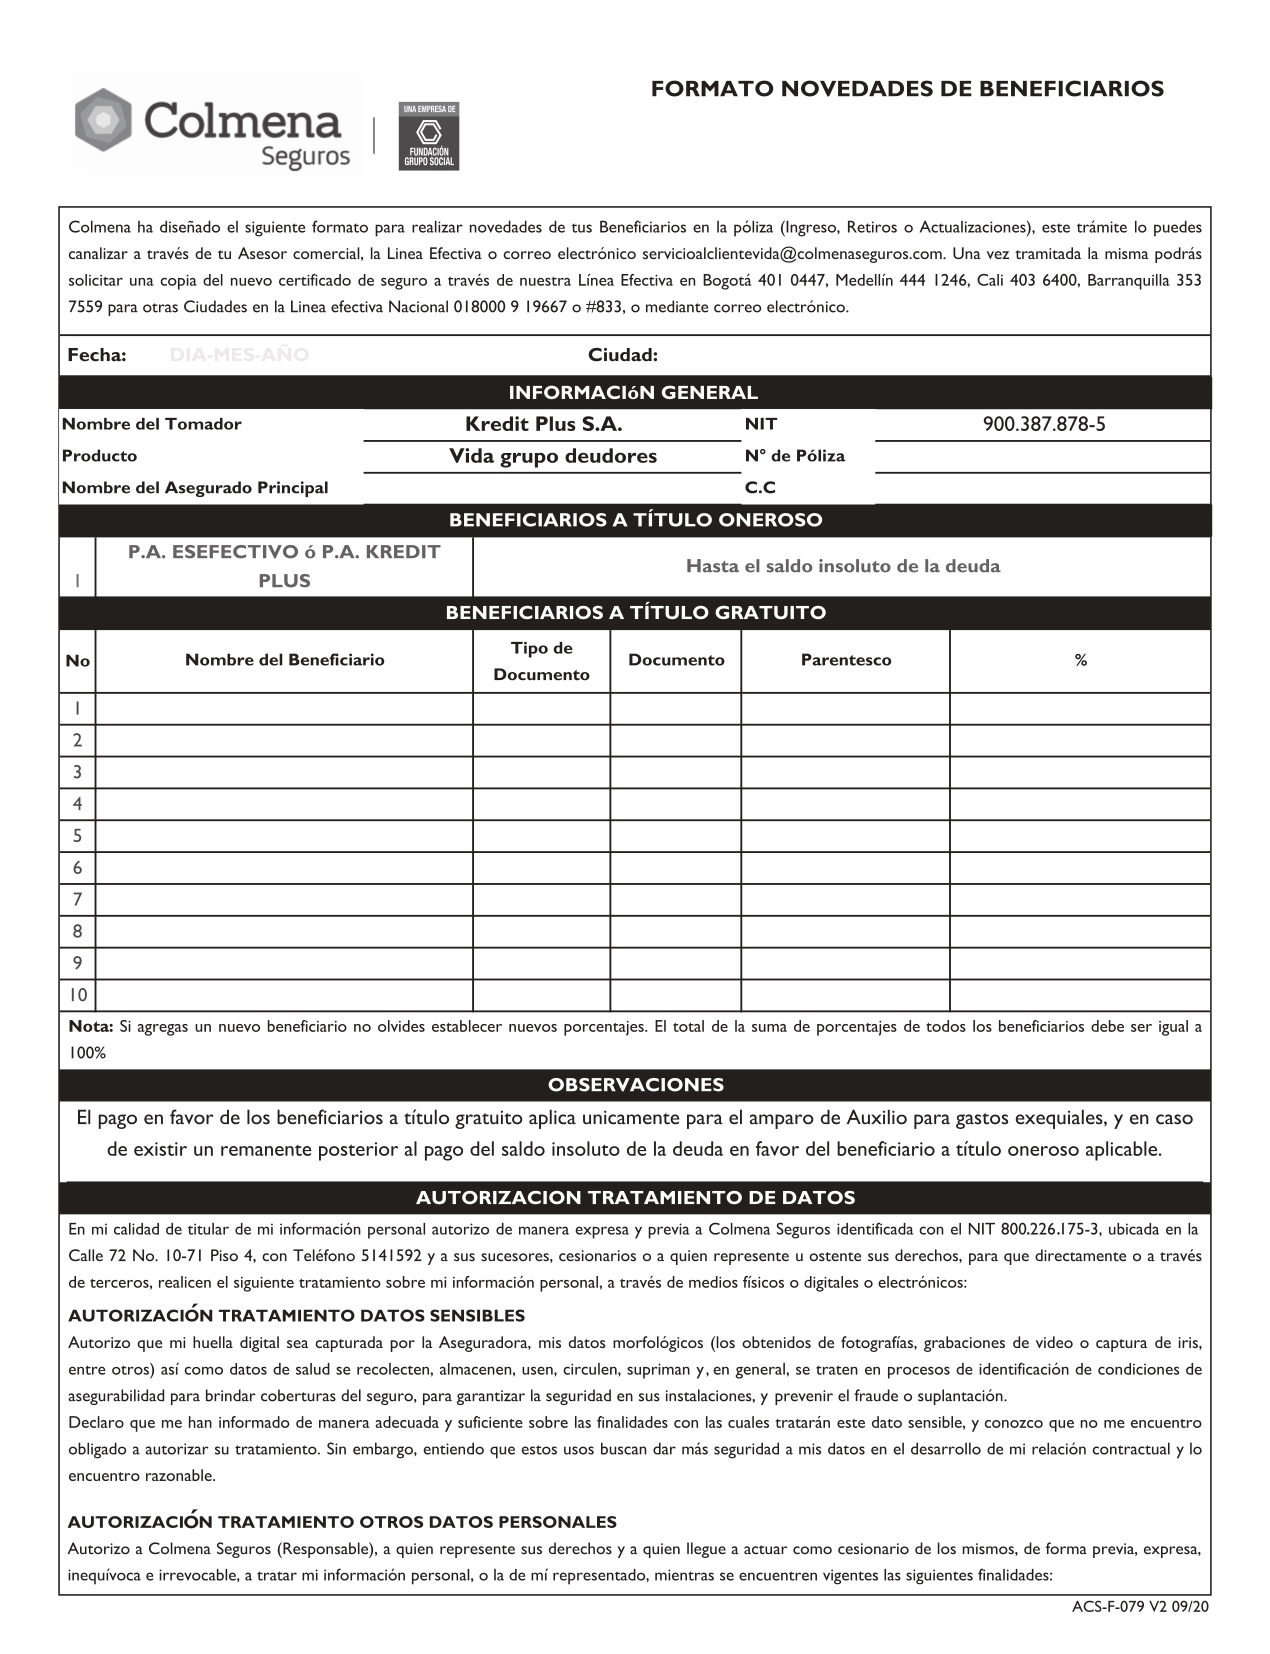 FORMATO NOVEDADES DE BENEFICIARIOS
Colmena
Seguros
UNA EMPRESA DE
FUNDACIÓN
GRUPO SOCIAL
Colmena ha diseñado el siguiente formato para realizar novedades de tus Beneficiarios en la póliza (Ingreso, Retiros o Actualizaciones), este trámite lo puedes
canalizar a través de tu Asesor comercial, la Linea Efectiva o correo electrónico servicioalclientevida@colmenaseguros.com. Una vez tramitada la misma podrás
solicitar una copia del nuevo certificado de seguro a través de nuestra Línea Efectiva en Bogotá 401 0447, Medellín 444 1246, Cali 403 6400, Barranquilla 353
7559 para otras Ciudades en la Linea efectiva Nacional 018000 9 19667 o #833, o mediante correo electrónico.
Fecha: DIA-MES-AÑO Ciudad:
INFORMACIóN GENERAL
Nombre del Tomador Kredit Plus S.A. NIT 900.387.878-5
Producto Vida grupo deudores N° de Póliza
Nombre del Asegurado Principal C.C
BENEFICIARIOS A TÍTULO ONEROSO
1 P.A. ESEFECTIVO ó P.A. KREDIT
PLUS
Hasta el saldo insoluto de la deuda
BENEFICIARIOS A TÍTULO GRATUITO
No Nombre del Beneficiario Tipo de
Documento Documento Parentesco %
1
2
3
4
5
6
7
8
9
10
Nota: Si agregas un nuevo beneficiario no olvides establecer nuevos porcentajes. El total de la suma de porcentajes de todos los beneficiarios debe ser igual a
100%
OBSERVACIONES
El pago en favor de los beneficiarios a título gratuito aplica unicamente para el amparo de Auxilio para gastos exequiales, y en caso
de existir un remanente posterior al pago del saldo insoluto de la deuda en favor del beneficiario a título oneroso aplicable.
AUTORIZACION TRATAMIENTO DE DATOS
En mi calidad de titular de mi información personal autorizo de manera expresa y previa a Colmena Seguros identificada con el NIT 800.226.175-3, ubicada en la
Calle 72 No. 10-71 Piso 4, con Teléfono 5141592 y a sus sucesores, cesionarios o a quien represente u ostente sus derechos, para que directamente o a través
de terceros, realicen el siguiente tratamiento sobre mi información personal, a través de medios físicos o digitales o electrónicos:
AUTORIZACIÓN TRATAMIENTO DATOS SENSIBLES
Autorizo que mi huella digital sea capturada por la Aseguradora, mis datos morfológicos (los obtenidos de fotografías, grabaciones de video o captura de iris,
entre otros) así como datos de salud se recolecten, almacenen, usen, circulen, supriman y, en general, se traten en procesos de identificación de condiciones de
asegurabilidad para brindar coberturas del seguro, para garantizar la seguridad en sus instalaciones, y prevenir el fraude o suplantación.
Declaro que me han informado de manera adecuada y suficiente sobre las finalidades con las cuales tratarán este dato sensible, y conozco que no me encuentro
obligado a autorizar su tratamiento. Sin embargo, entiendo que estos usos buscan dar más seguridad a mis datos en el desarrollo de mi relación contractual y lo
encuentro razonable.
AUTORIZACIÓN TRATAMIENTO OTROS DATOS PERSONALES
Autorizo a Colmena Seguros (Responsable), a quien represente sus derechos y a quien llegue a actuar como cesionario de los mismos, de forma previa, expresa,
inequívoca e irrevocable, a tratar mi información personal, o la de mí representado, mientras se encuentren vigentes las siguientes finalidades:
ACS-F-079 V2 09/20